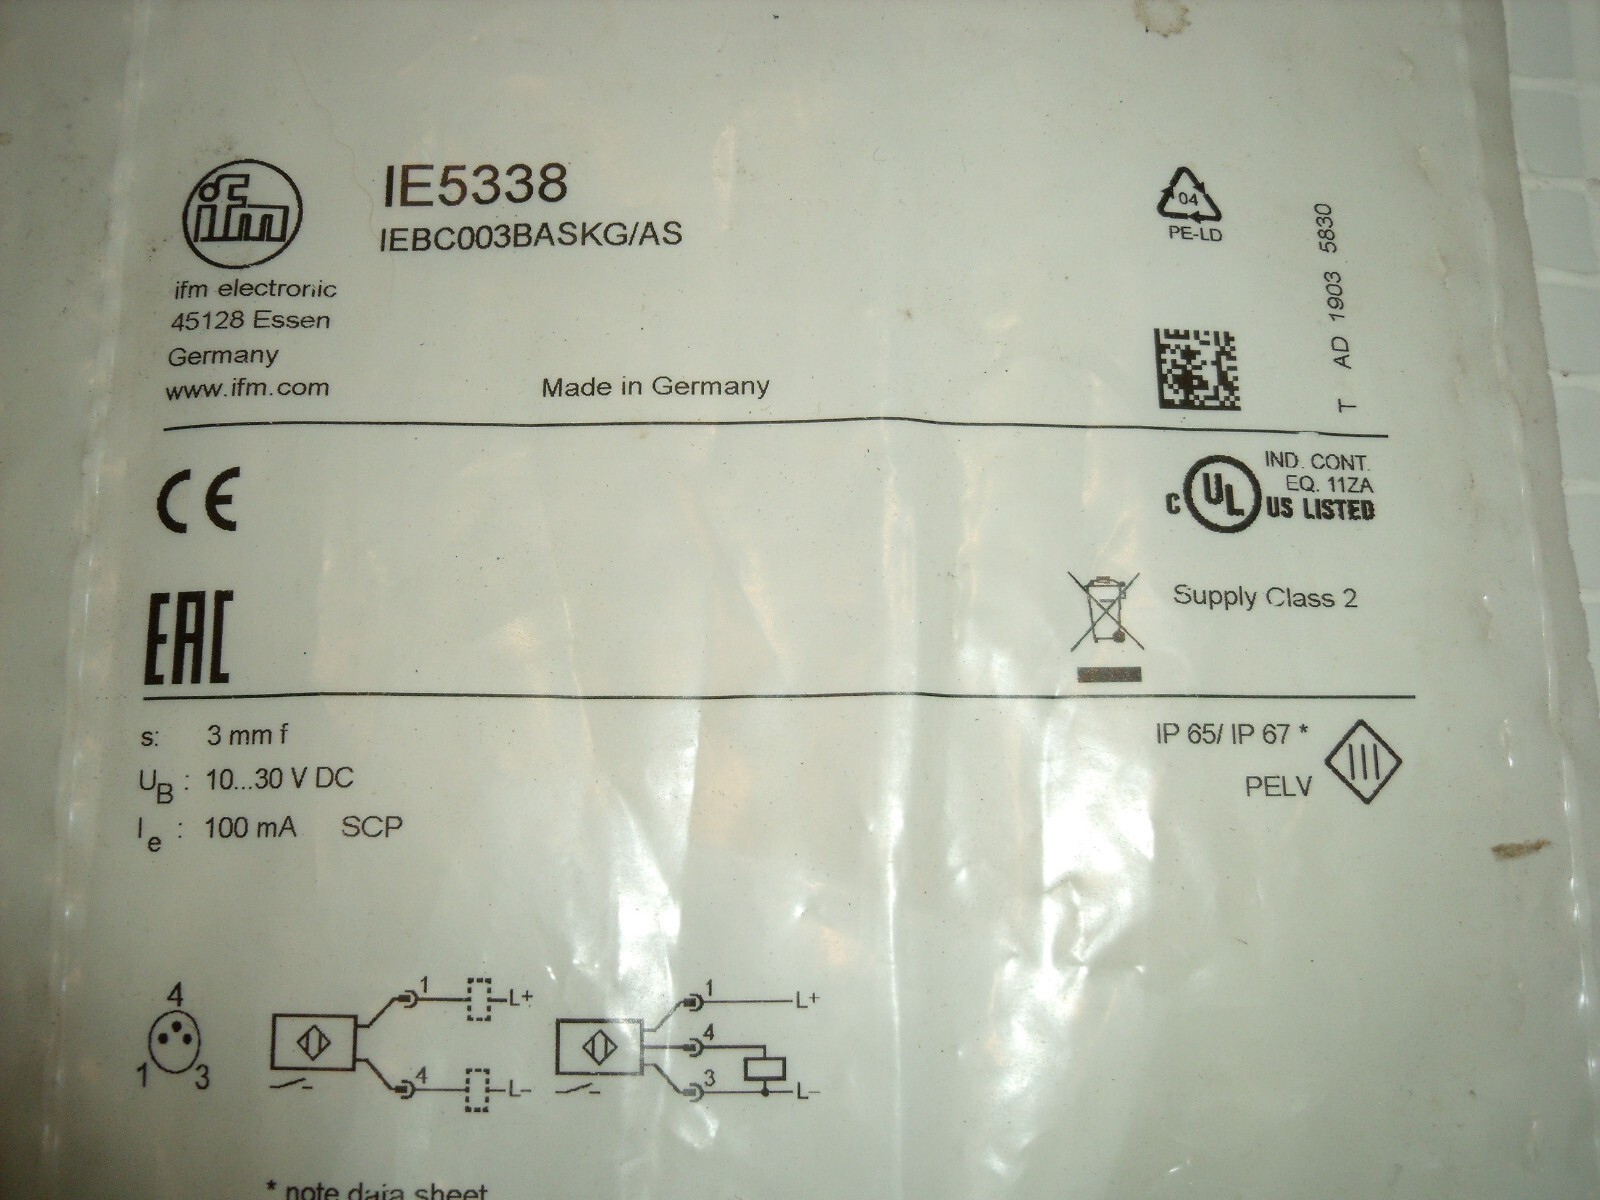 ifm
IE5338
IEBC003BASKG/AS
ifm electronic
45128 Essen
Germany
www.ifm.com
Made in Germany
04
PE-LD
T AD 1903 5830
CE
IND. CONT.
EQ. 11ZA
C UL US LISTED
EAC
Supply Class 2
s: 3 mm f
UB : 10...30 V DC
Ie : 100 mA SCP
IP 65/ IP 67 *
PELV
III
4
1 3
1 L+
4 L-
1 L+
4
3 L-
* note data sheet